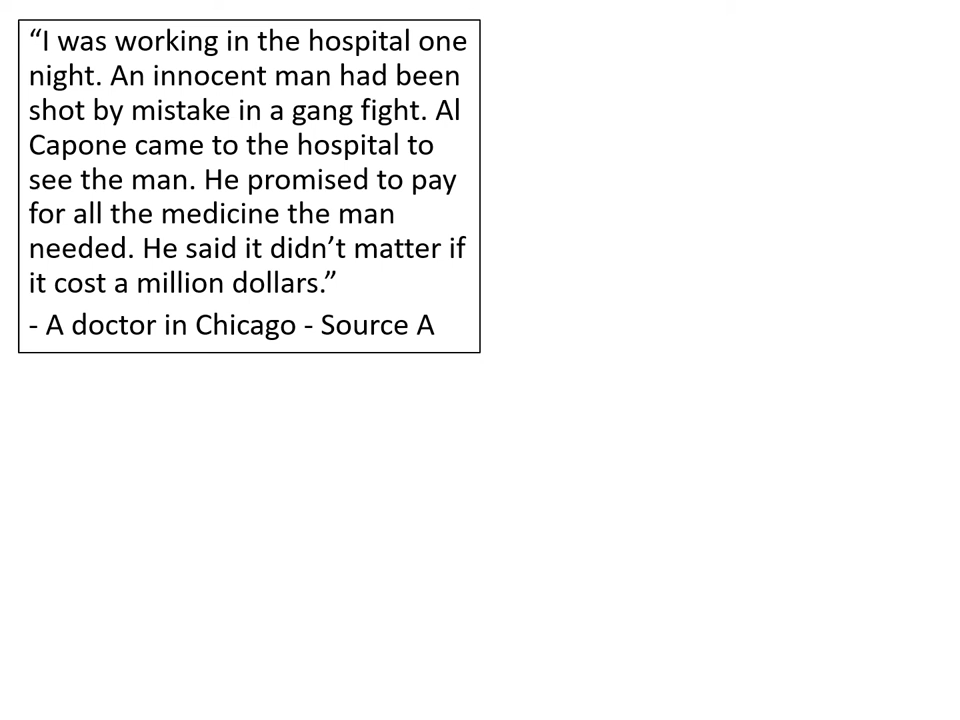 “I was working in the hospital one
night. An innocent man had been
shot by mistake in a gang fight. Al
Capone came to the hospital to
see the man. He promised to pay
for all the medicine the man
needed. He said it didn’t matter if
it cost a million dollars.”
- A doctor in Chicago - Source A